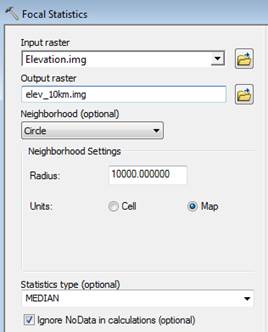 Focal Statistics
Input raster
Elevation.img
Output raster
elev_10km.img
Neighborhood (optional)
Circle
Neighborhood Settings
Radius: 10000.000000
Units: Cell Map
Statistics type (optional)
MEDIAN
Ignore NoData in calculations (optional)